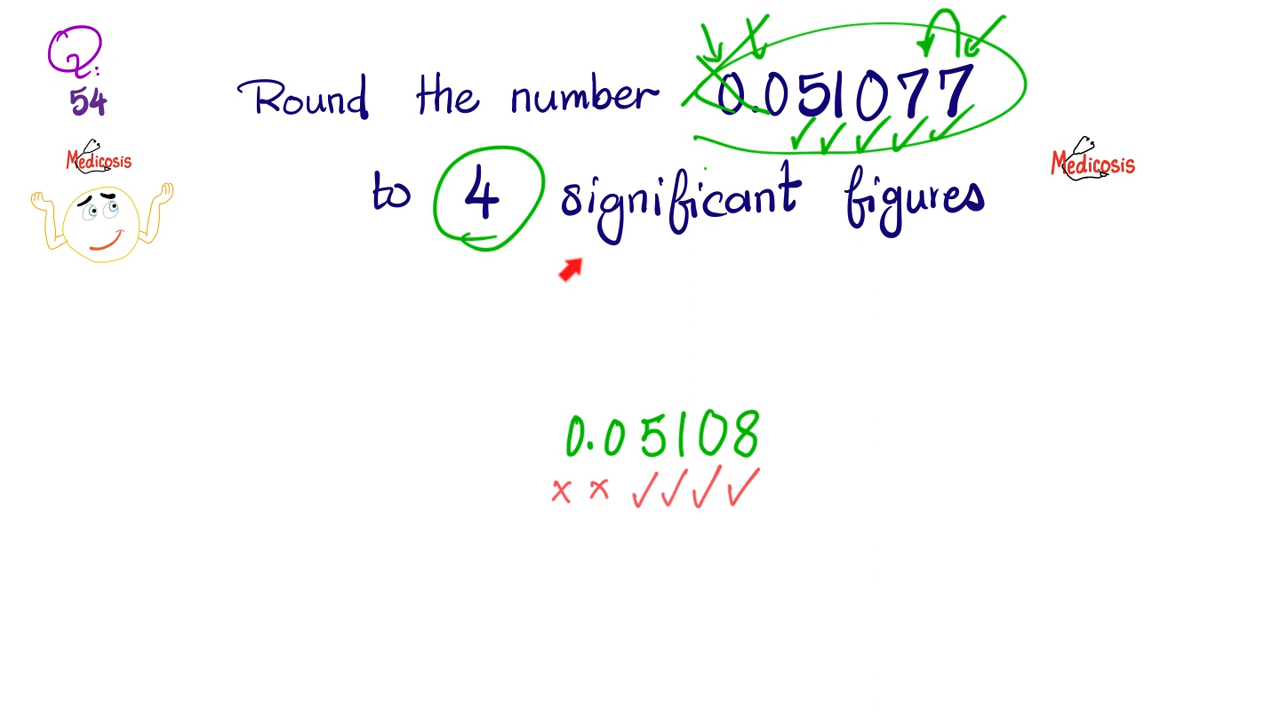 Q:
54
Medicosis
Round the number 0.051077
to 4 significant figures
Medicosis
0.05108
x x ✓ ✓ ✓ ✓